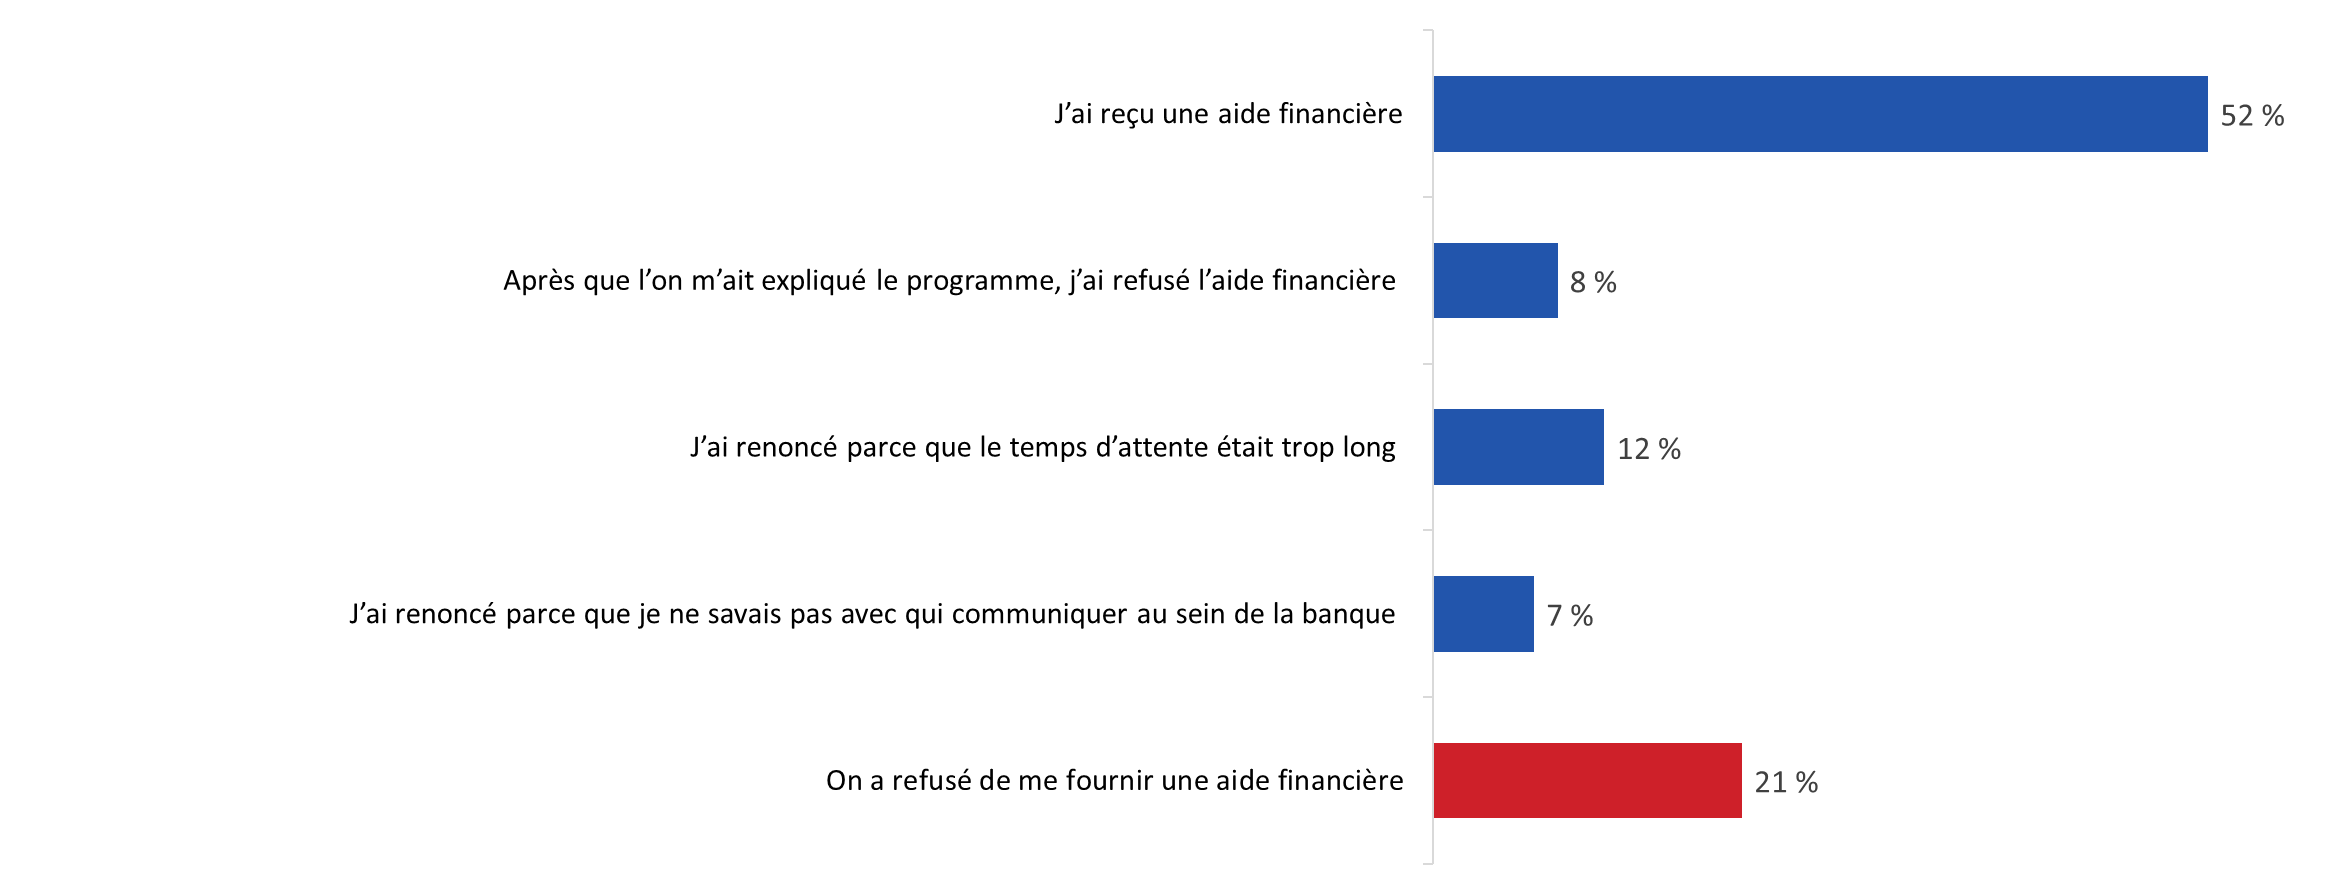 J’ai reçu une aide financière
52 %
Après que l’on m’ait expliqué le programme, j’ai refusé l’aide financière
8 %
J’ai renoncé parce que le temps d’attente était trop long
12 %
J’ai renoncé parce que je ne savais pas avec qui communiquer au sein de la banque
7 %
On a refusé de me fournir une aide financière
21 %